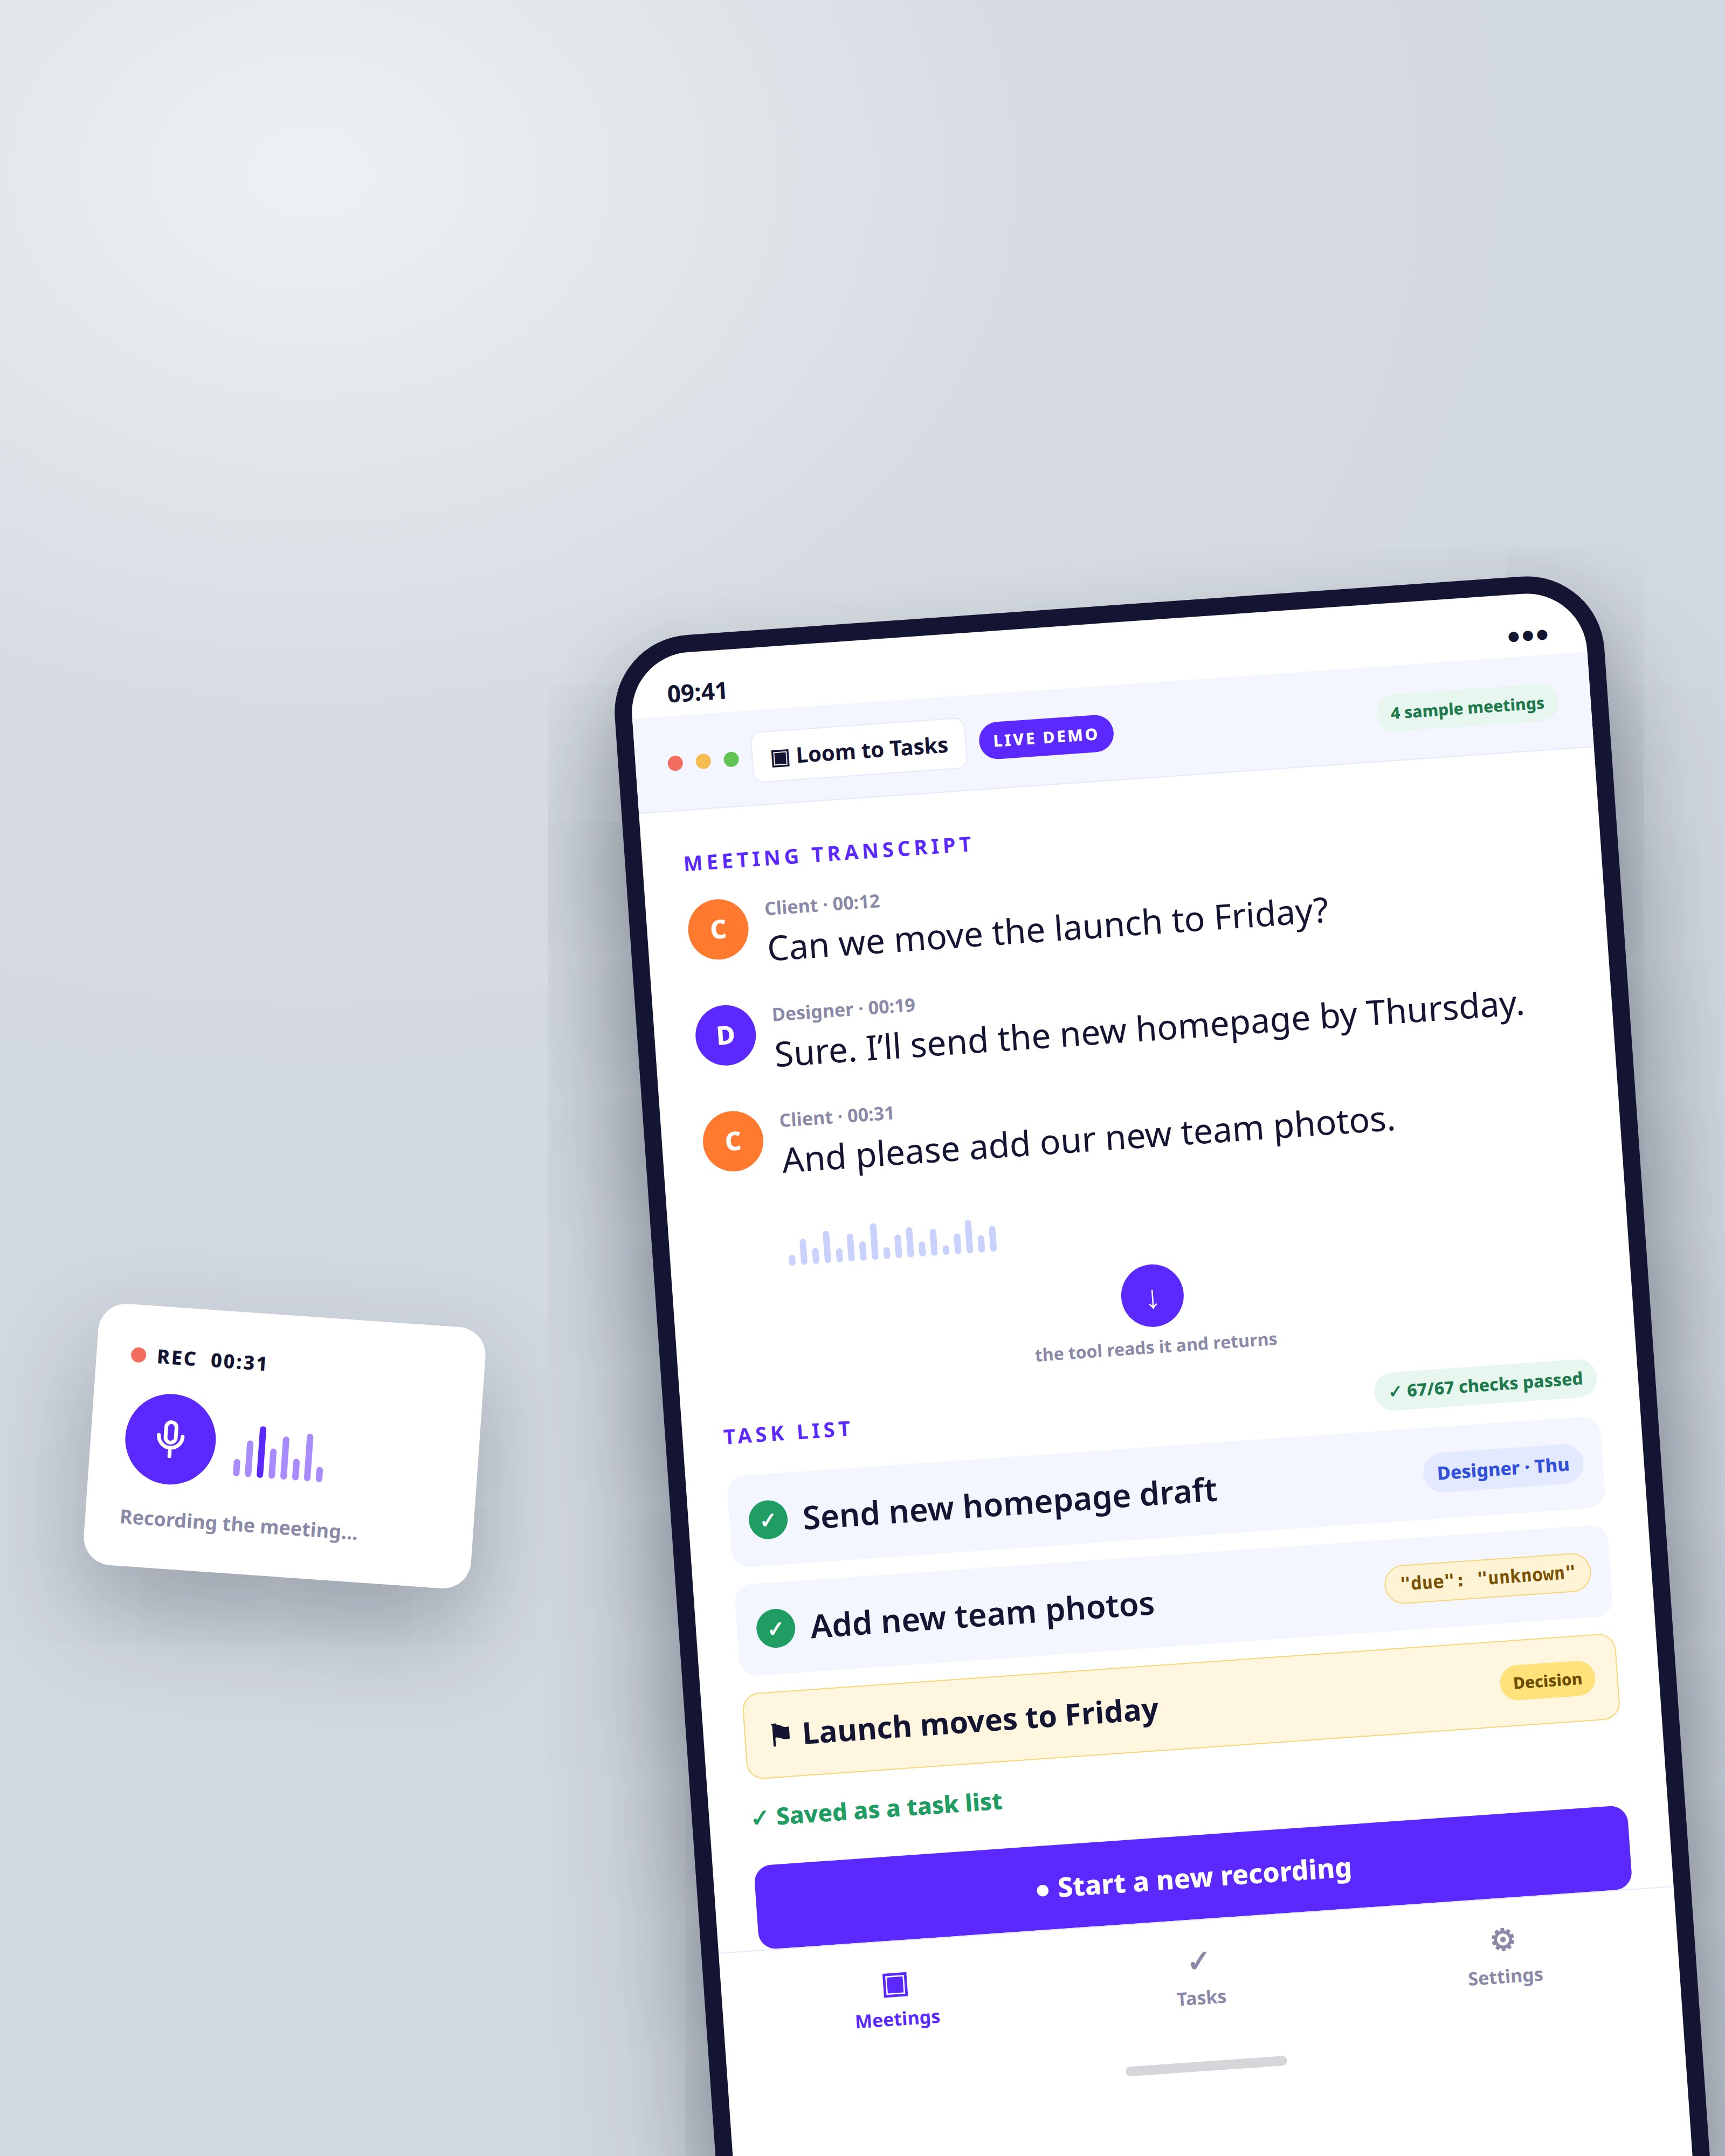 09:41
•••
▣ Loom to Tasks
LIVE DEMO
4 sample meetings
MEETING TRANSCRIPT
C
Client · 00:12
Can we move the launch to Friday?
D
Designer · 00:19
Sure. I’ll send the new homepage by Thursday.
C
Client · 00:31
And please add our new team photos.
↓
the tool reads it and returns
✓ 67/67 checks passed
TASK LIST
✓ Send new homepage draft
Designer · Thu
✓ Add new team photos
"due": "unknown"
⚑ Launch moves to Friday
Decision
✓ Saved as a task list
● Start a new recording
▣
Meetings
✓
Tasks
⚙
Settings
REC 00:31
Recording the meeting…